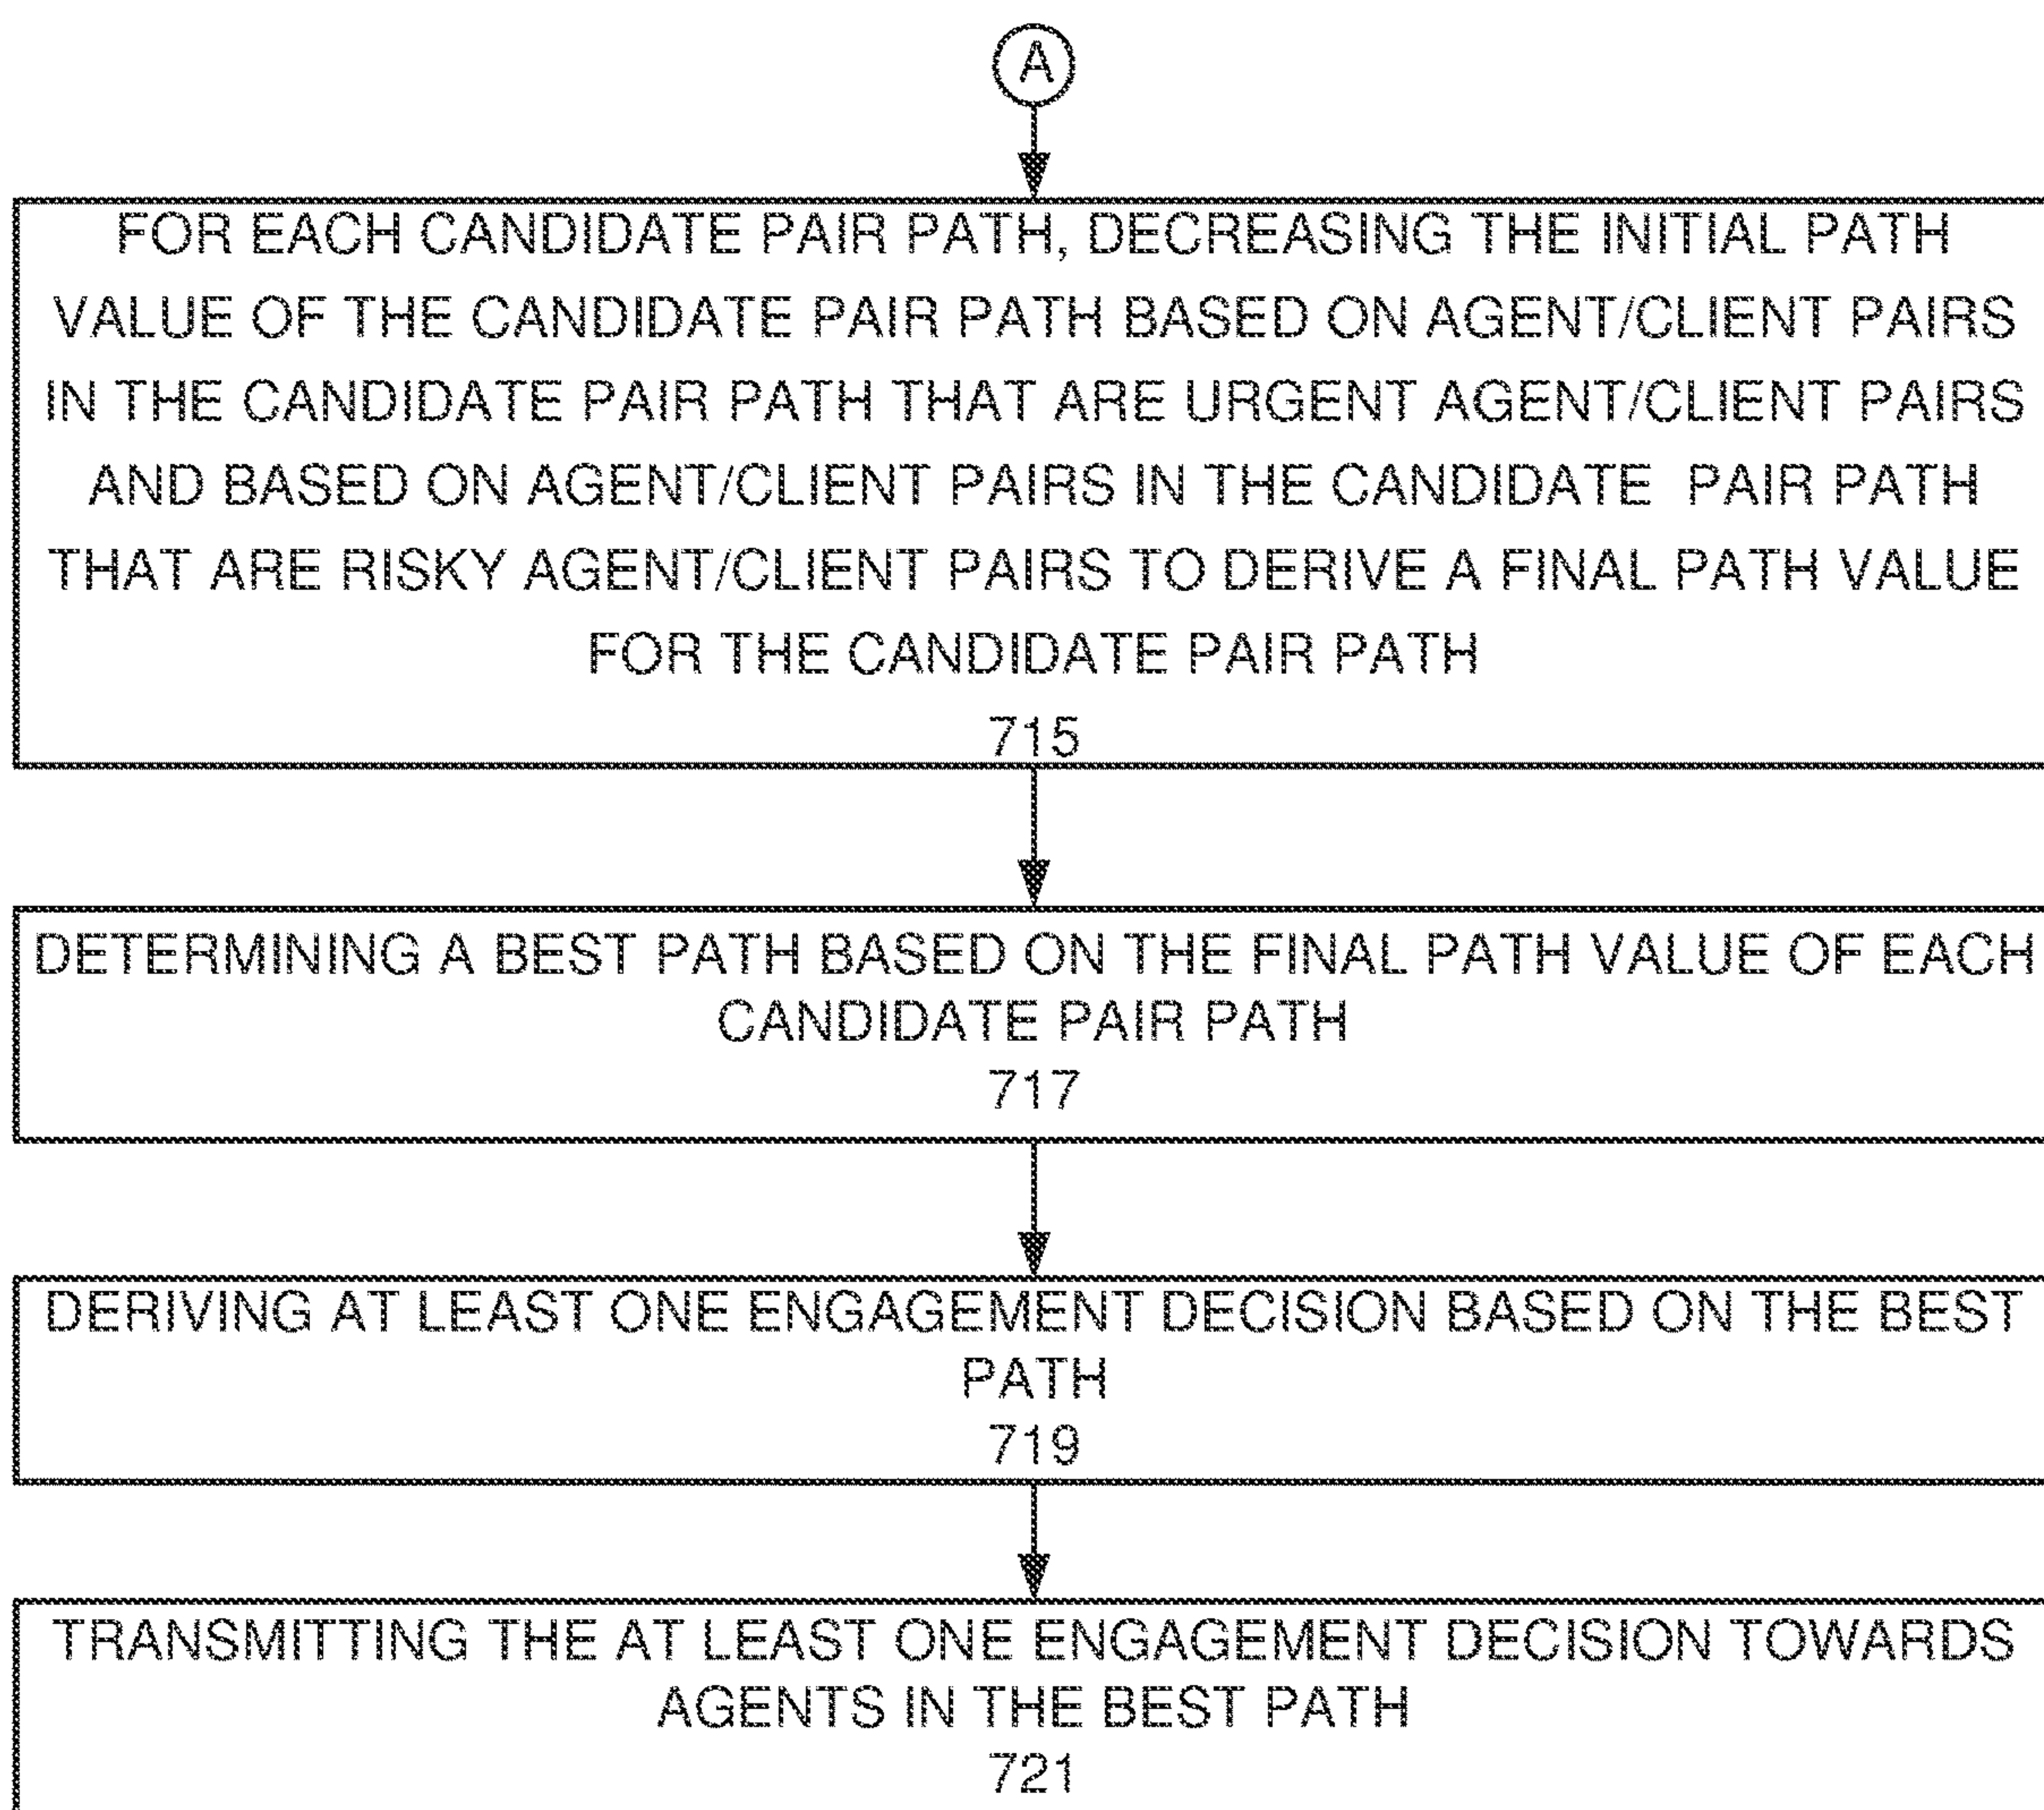 A
FOR EACH CANDIDATE PAIR PATH, DECREASING THE INITIAL PATH
VALUE OF THE CANDIDATE PAIR PATH BASED ON AGENT/CLIENT PAIRS
IN THE CANDIDATE PAIR PATH THAT ARE URGENT AGENT/CLIENT PAIRS
AND BASED ON AGENT/CLIENT PAIRS IN THE CANDIDATE PAIR PATH
THAT ARE RISKY AGENT/CLIENT PAIRS TO DERIVE A FINAL PATH VALUE
FOR THE CANDIDATE PAIR PATH
715
DETERMINING A BEST PATH BASED ON THE FINAL PATH VALUE OF EACH
CANDIDATE PAIR PATH
717
DERIVING AT LEAST ONE ENGAGEMENT DECISION BASED ON THE BEST
PATH
719
TRANSMITTING THE AT LEAST ONE ENGAGEMENT DECISION TOWARDS
AGENTS IN THE BEST PATH
721